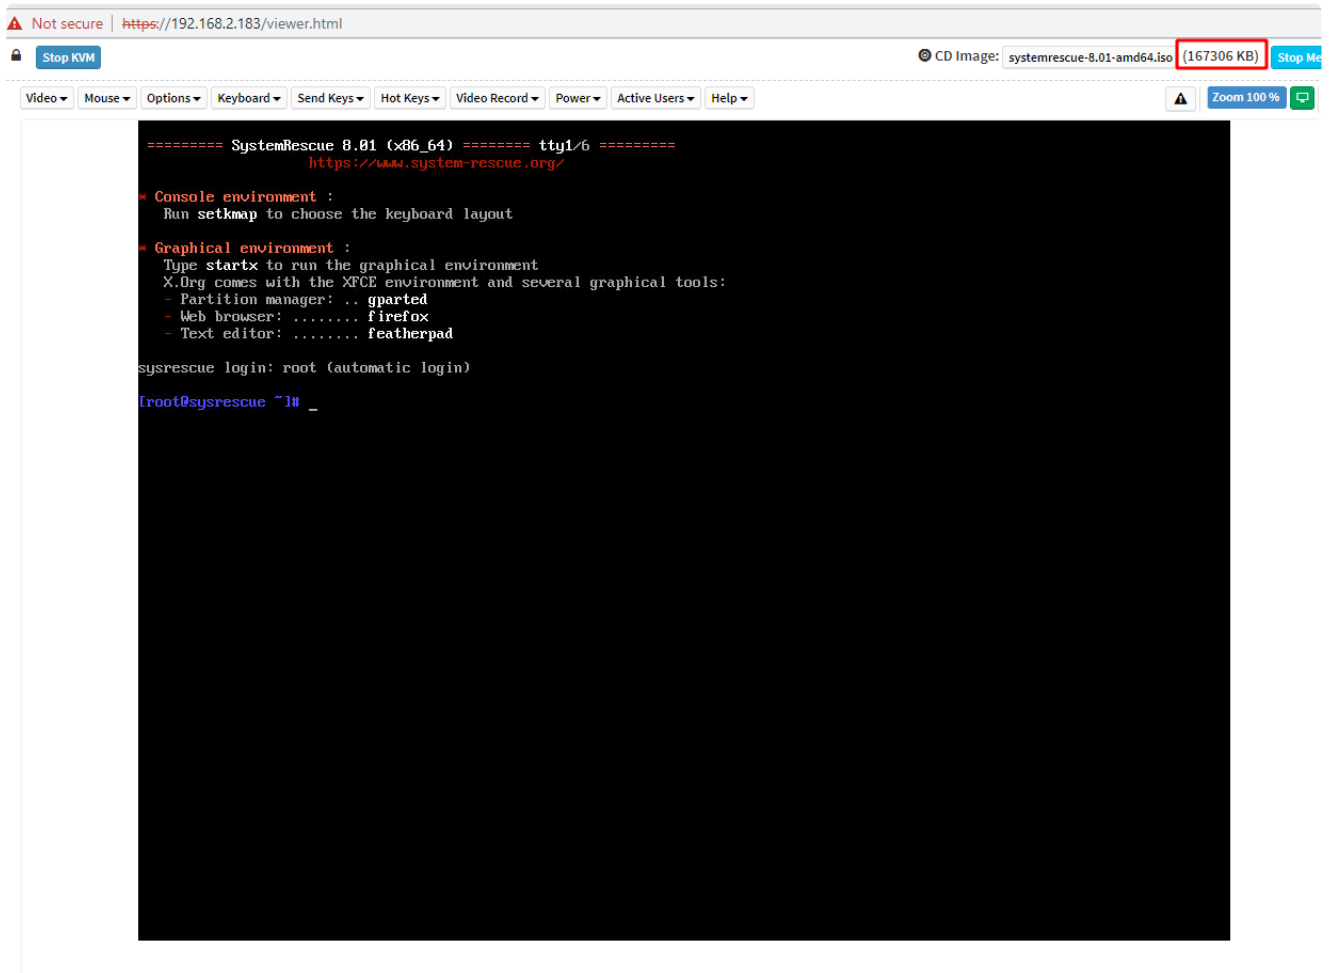 Not secure | https://192.168.2.183/viewer.html
Stop KVM
CD Image: systemrescue-8.01-amd64.iso (167306 KB) Stop Me
Video Mouse Options Keyboard Send Keys Hot Keys Video Record Power Active Users Help
Zoom 100 %
========= SystemRescue 8.01 (x86_64) ======== tty1/6 =========
https://www.system-rescue.org/
* Console environment :
Run setkmap to choose the keyboard layout
* Graphical environment :
Type startx to run the graphical environment
X.Org comes with the XFCE environment and several graphical tools:
- Partition manager: .. gparted
- Web browser: ........ firefox
- Text editor: ........ featherpad
sysrescue login: root (automatic login)
[root@sysrescue ~]# _